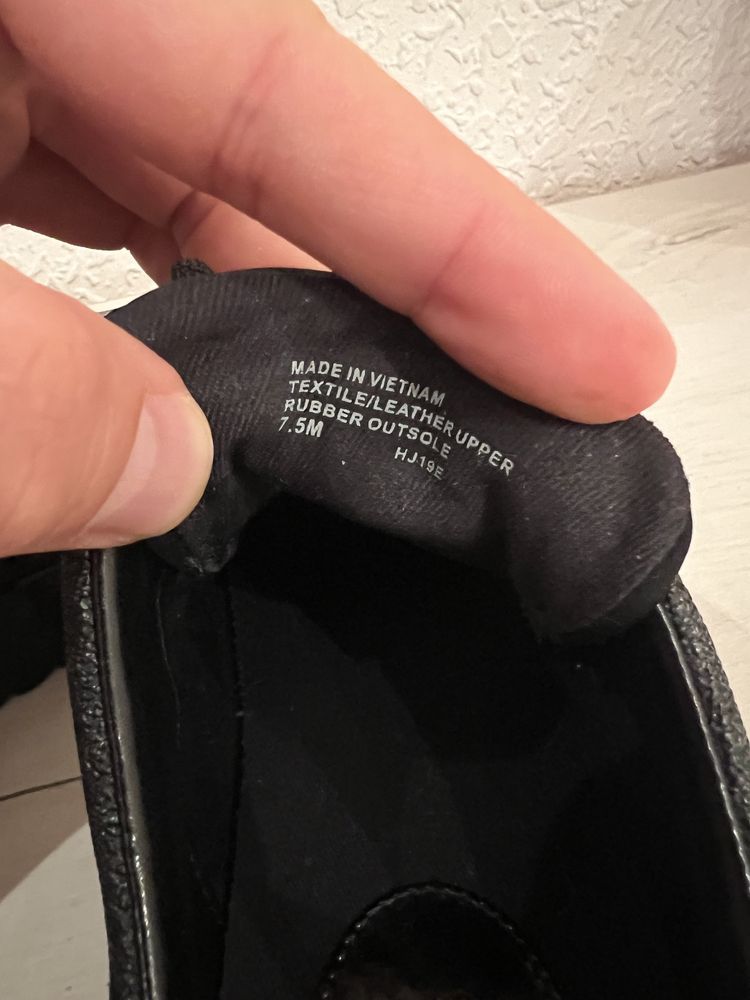 MADE IN VIETNAM
TEXTILE/LEATHER UPPER
RUBBER OUTSOLE
7.5M
HJ19E